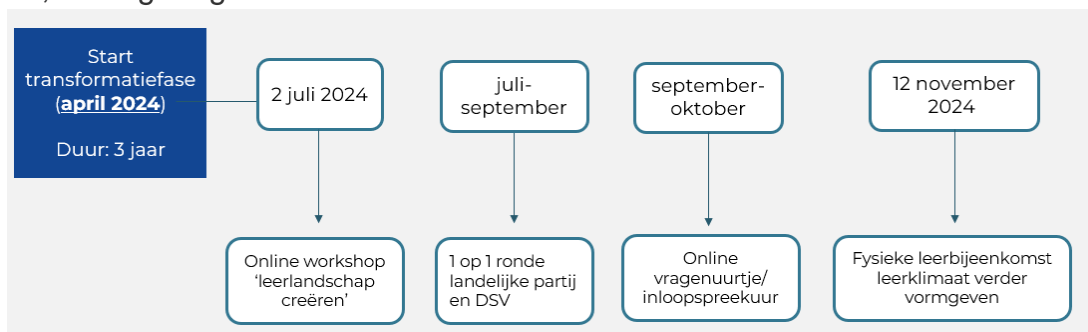 Start
transformatiefase
(april 2024)
Duur: 3 jaar
2 juli 2024
juli-
september
september-
oktober
12 november
2024
Online workshop
'leerlandschap
creëren'
1 op 1 ronde
landelijke partij
en DSV
Online
vragenuurtje/
inloopspreekuur
Fysieke leerbijeenkomst
leerklimaat verder
vormgeven